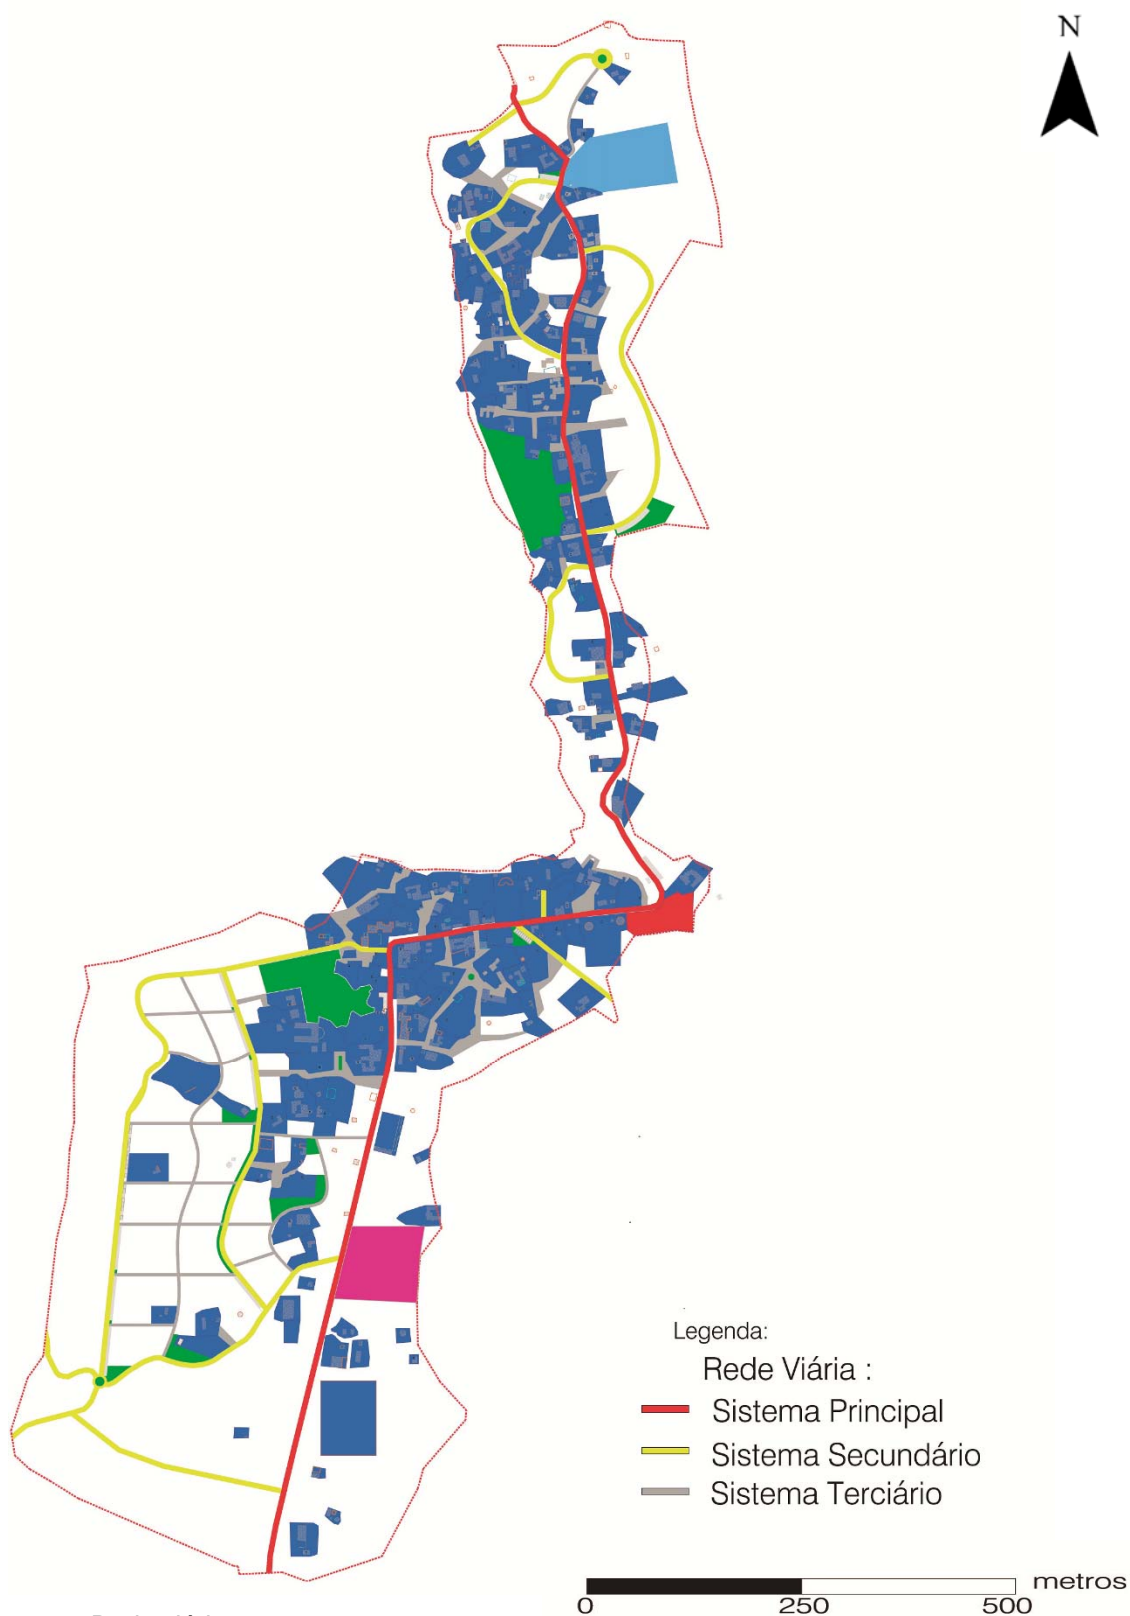 N
Legenda:
Rede Viária :
Sistema Principal
Sistema Secundário
Sistema Terciário
metros
0 250 500